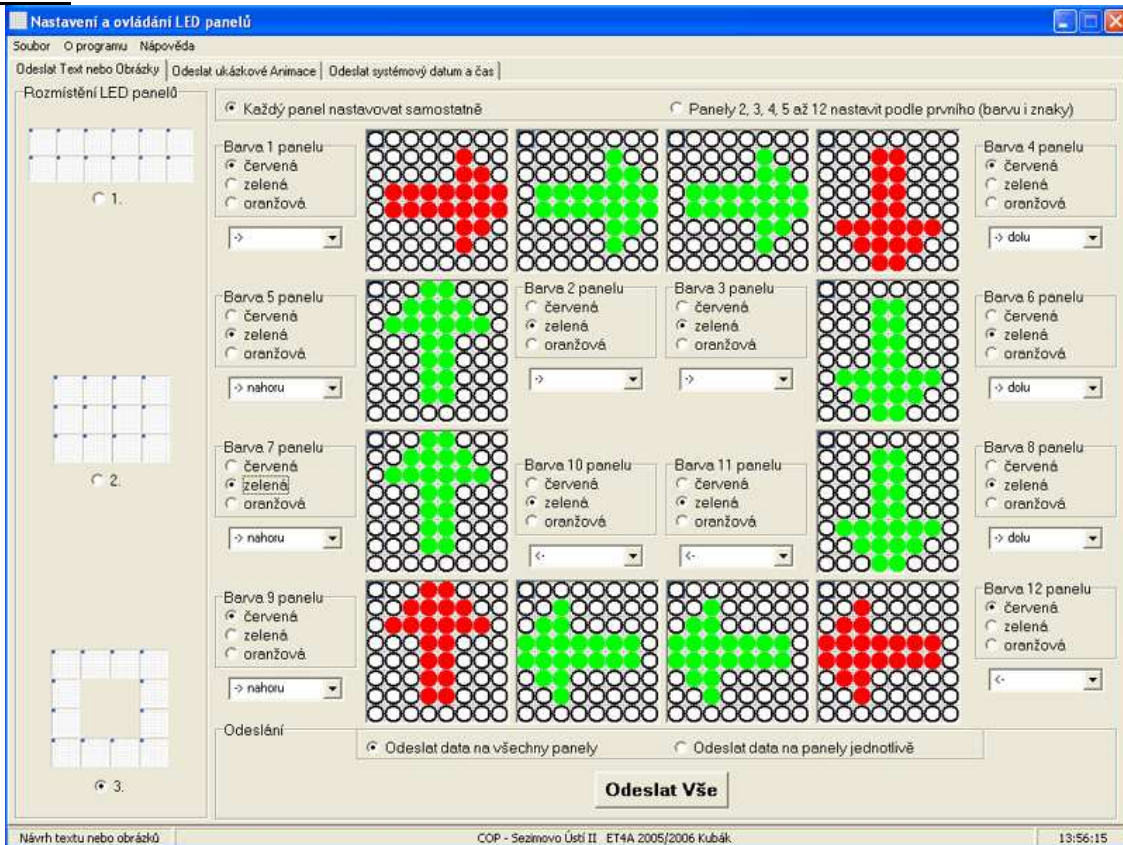 Nastavení a ovládání LED panelů
Soubor O programu Nápověda
Odeslat Text nebo Obrázky Odeslat ukázkové Animace Odeslat systémový datum a čas
Rozmístění LED panelů
1.
2.
3.
Každý panel nastavovat samostatně
Panely 2, 3, 4, 5 až 12 nastavit podle prvního (barvu i znaky)
Barva 1 panelu
červená
zelená
oranžová
->
Barva 4 panelu
červená
zelená
oranžová
-> dolu
Barva 5 panelu
červená
zelená
oranžová
-> nahoru
Barva 2 panelu
červená
zelená
oranžová
->
Barva 3 panelu
červená
zelená
oranžová
->
Barva 6 panelu
červená
zelená
oranžová
-> dolu
Barva 7 panelu
červená
zelená
oranžová
-> nahoru
Barva 10 panelu
červená
zelená
oranžová
<-
Barva 11 panelu
červená
zelená
oranžová
<-
Barva 8 panelu
červená
zelená
oranžová
-> dolu
Barva 9 panelu
červená
zelená
oranžová
-> nahoru
Barva 12 panelu
červená
zelená
oranžová
<-
Odeslání
Odeslat data na všechny panely
Odeslat data na panely jednotlivě
Odeslat Vše
Návrh textu nebo obrázků
COP - Sezimovo Ústí II ET4A 2005/2006 Kubák
13:56:15